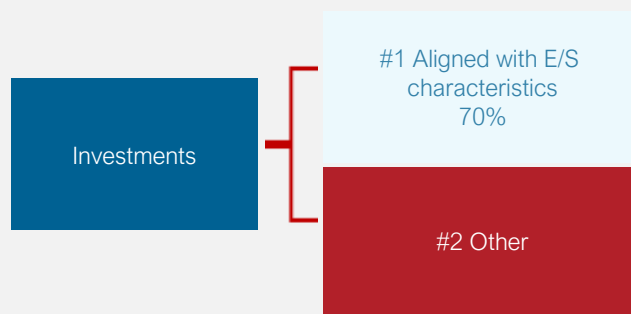 Investments
#1 Aligned with E/S
characteristics
70%
#2 Other